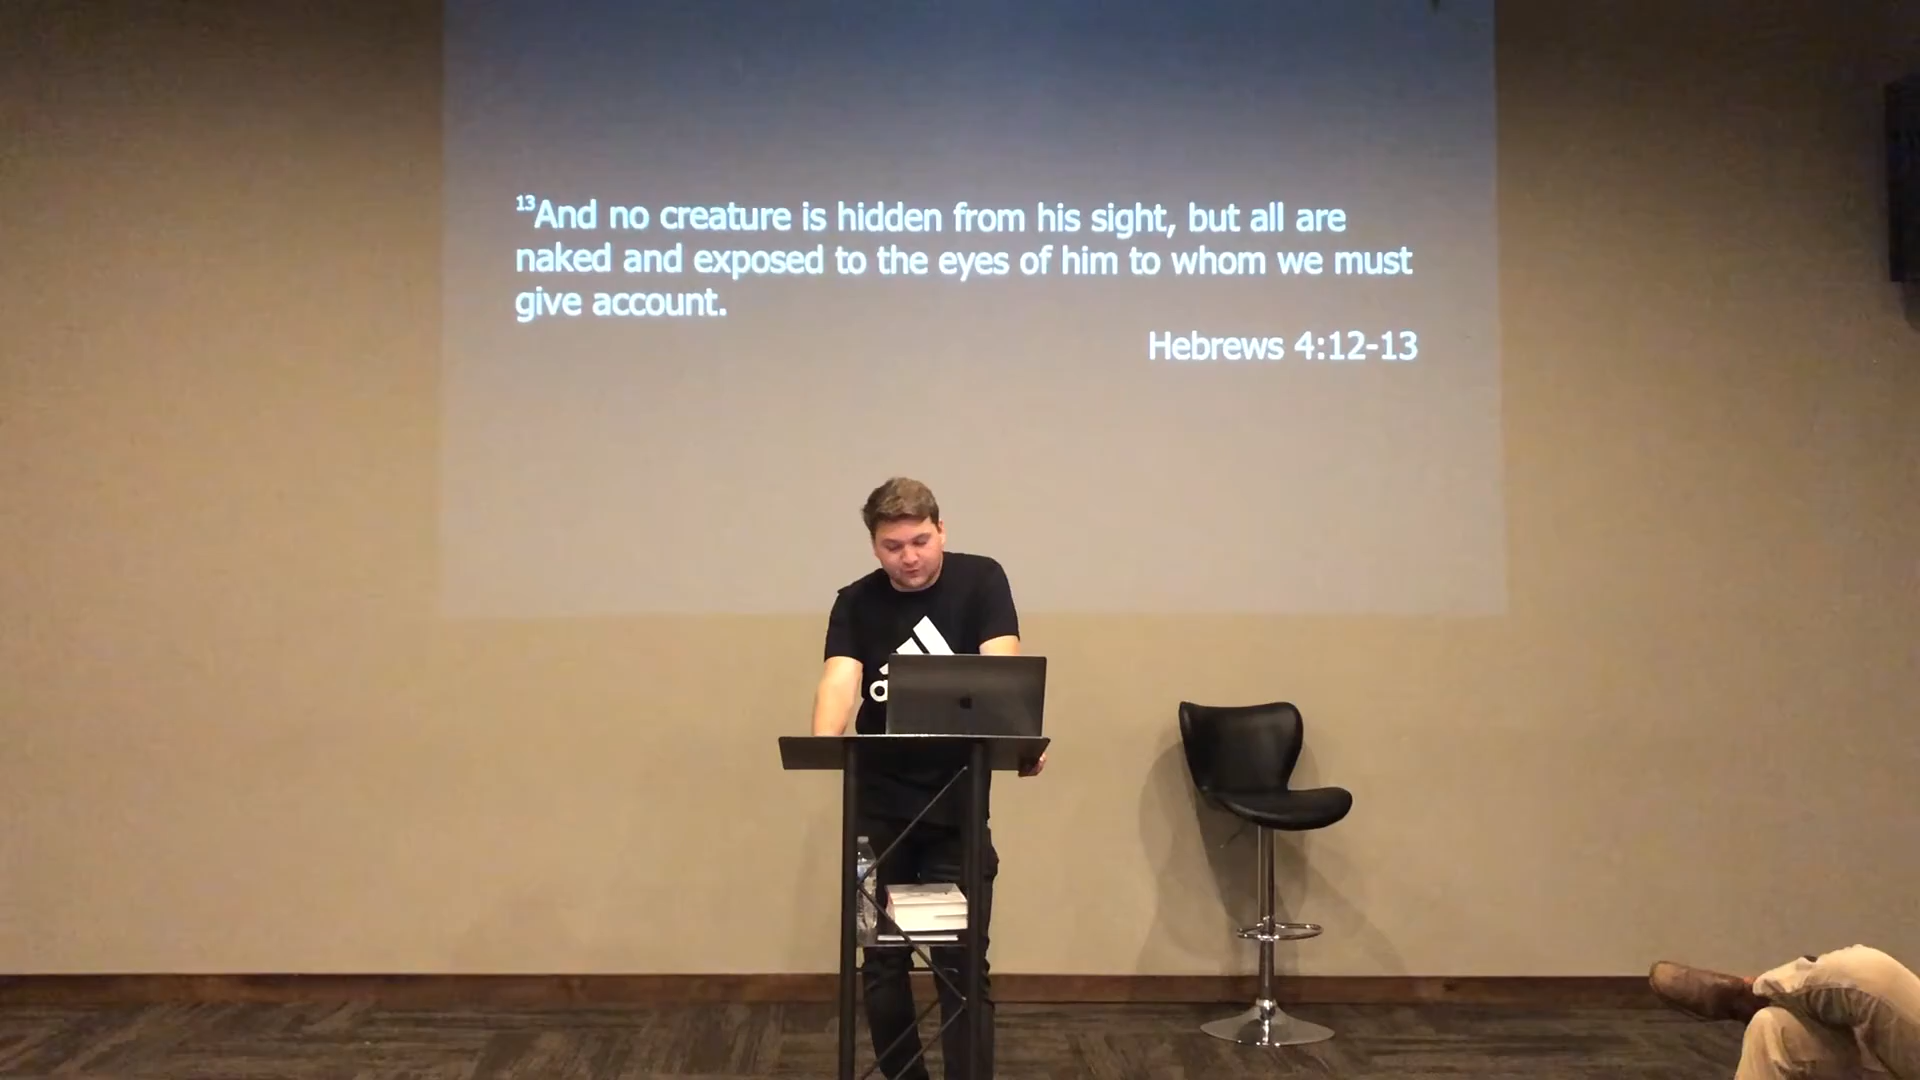 ¹³And no creature is hidden from his sight, but all are
naked and exposed to the eyes of him to whom we must
give account.
Hebrews 4:12-13
a